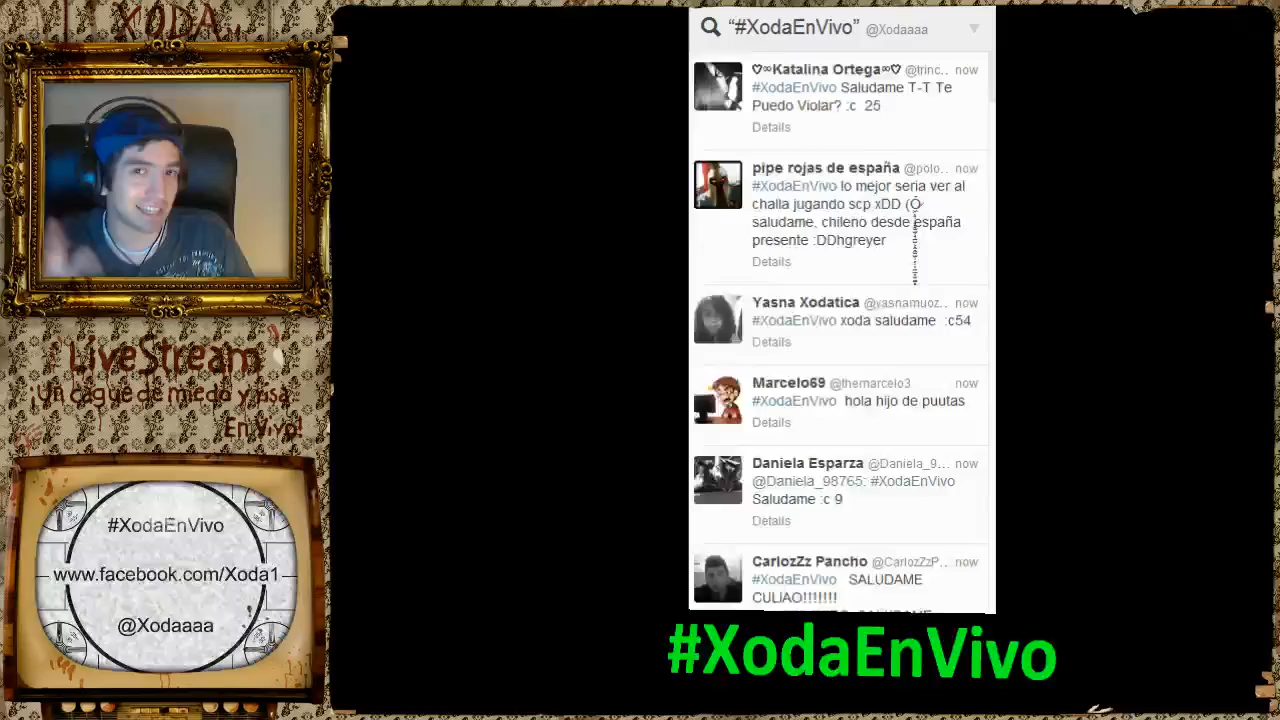 XODA
LiveStream
Un cague de miedo y risa
En Vivo!
#XodaEnVivo
www.facebook.com/Xoda1
@Xodaaaa
“#XodaEnVivo” @Xodaaaa
♡∞Katalina Ortega∞♡ @trinc.. now
#XodaEnVivo Saludame T-T Te
Puedo Violar? :c 25
Details
pipe rojas de españa @polo.. now
#XodaEnVivo lo mejor seria ver al
challa jugando scp xDD (Ò
saludame, chileno desde españa
presente :DDhgreyer
Details
Yasna Xodatica @yasnamuoz.. now
#XodaEnVivo xoda saludame :c54
Details
Marcelo69 @themarcelo3 now
#XodaEnVivo hola hijo de puutas
Details
Daniela Esparza @Daniela_9... now
@Daniela_98765: #XodaEnVivo
Saludame :c 9
Details
CarlozZz Pancho @CarlozZzP.. now
#XodaEnVivo SALUDAME
CULIAO!!!!!!!
#XodaEnVivo